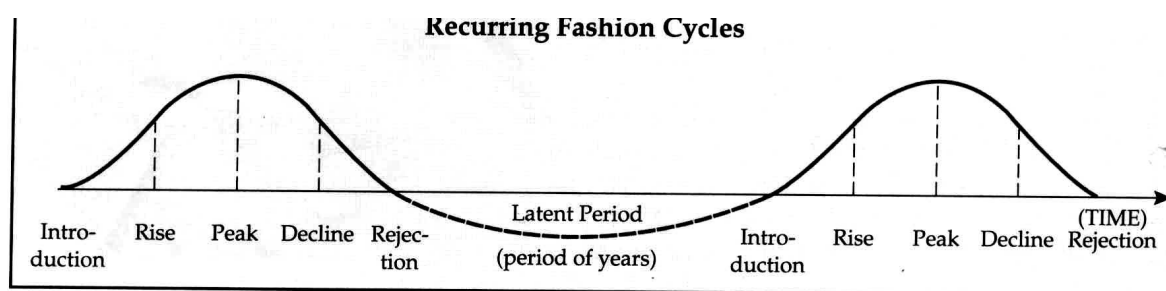 Recurring Fashion Cycles
Latent Period
(period of years)
(TIME)
Intro-
duction
Rise
Peak
Decline
Rejec-
tion
Intro-
duction
Rise
Peak
Decline
Rejection